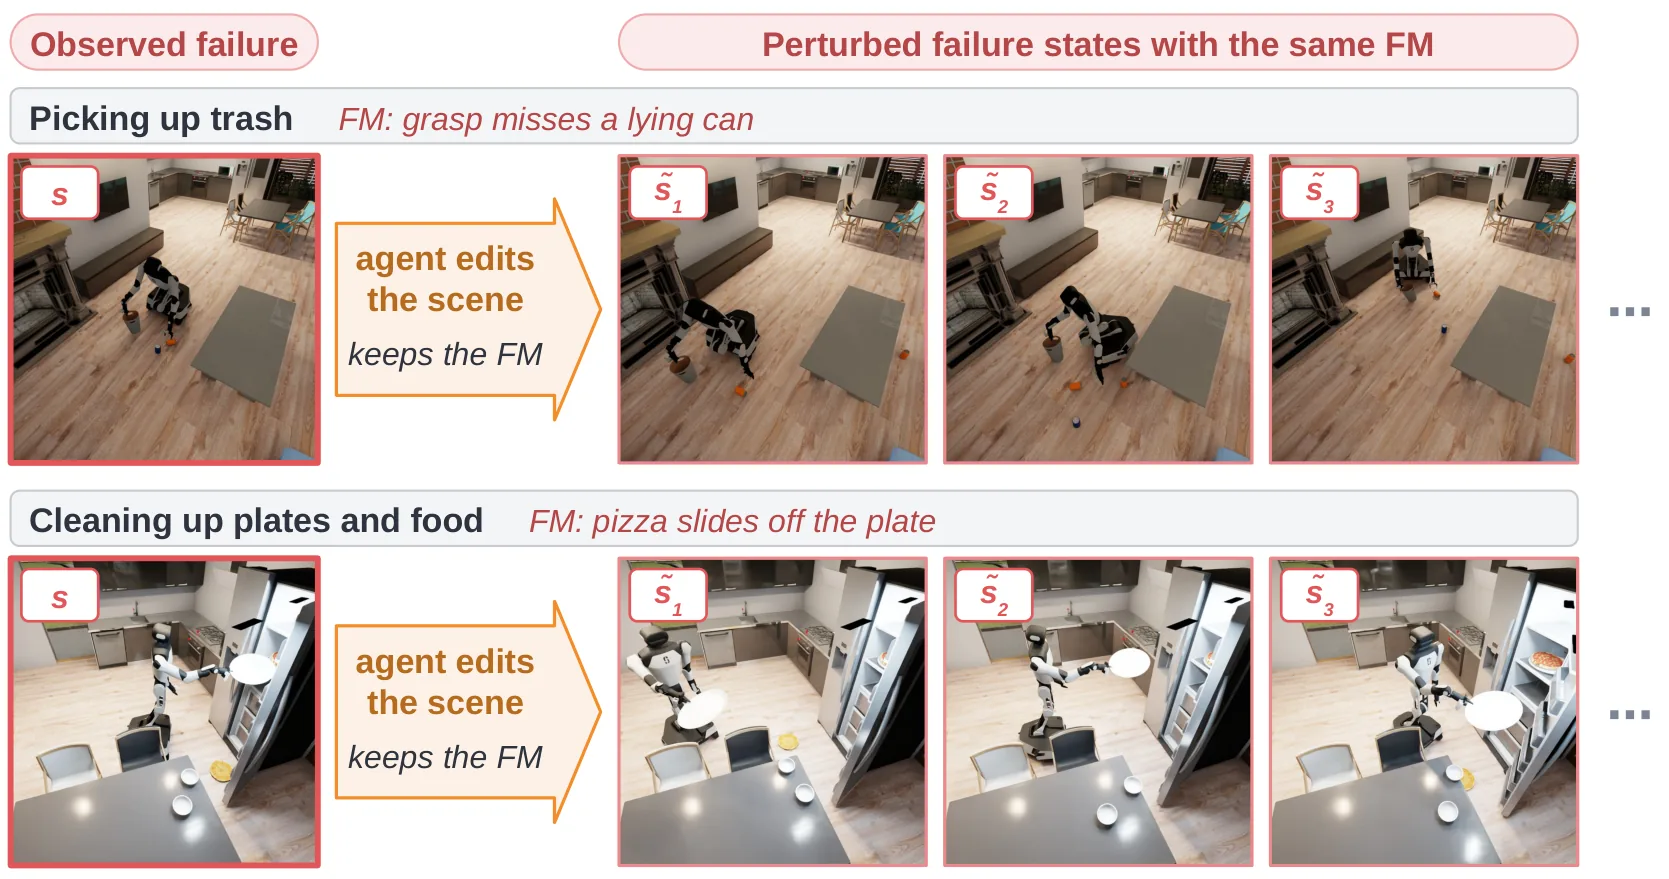 Observed failure
Perturbed failure states with the same FM
Picking up trash FM: grasp misses a lying can
s
agent edits
the scene
keeps the FM
s̃₁
s̃₂
s̃₃
...
Cleaning up plates and food FM: pizza slides off the plate
s
agent edits
the scene
keeps the FM
s̃₁
s̃₂
s̃₃
...